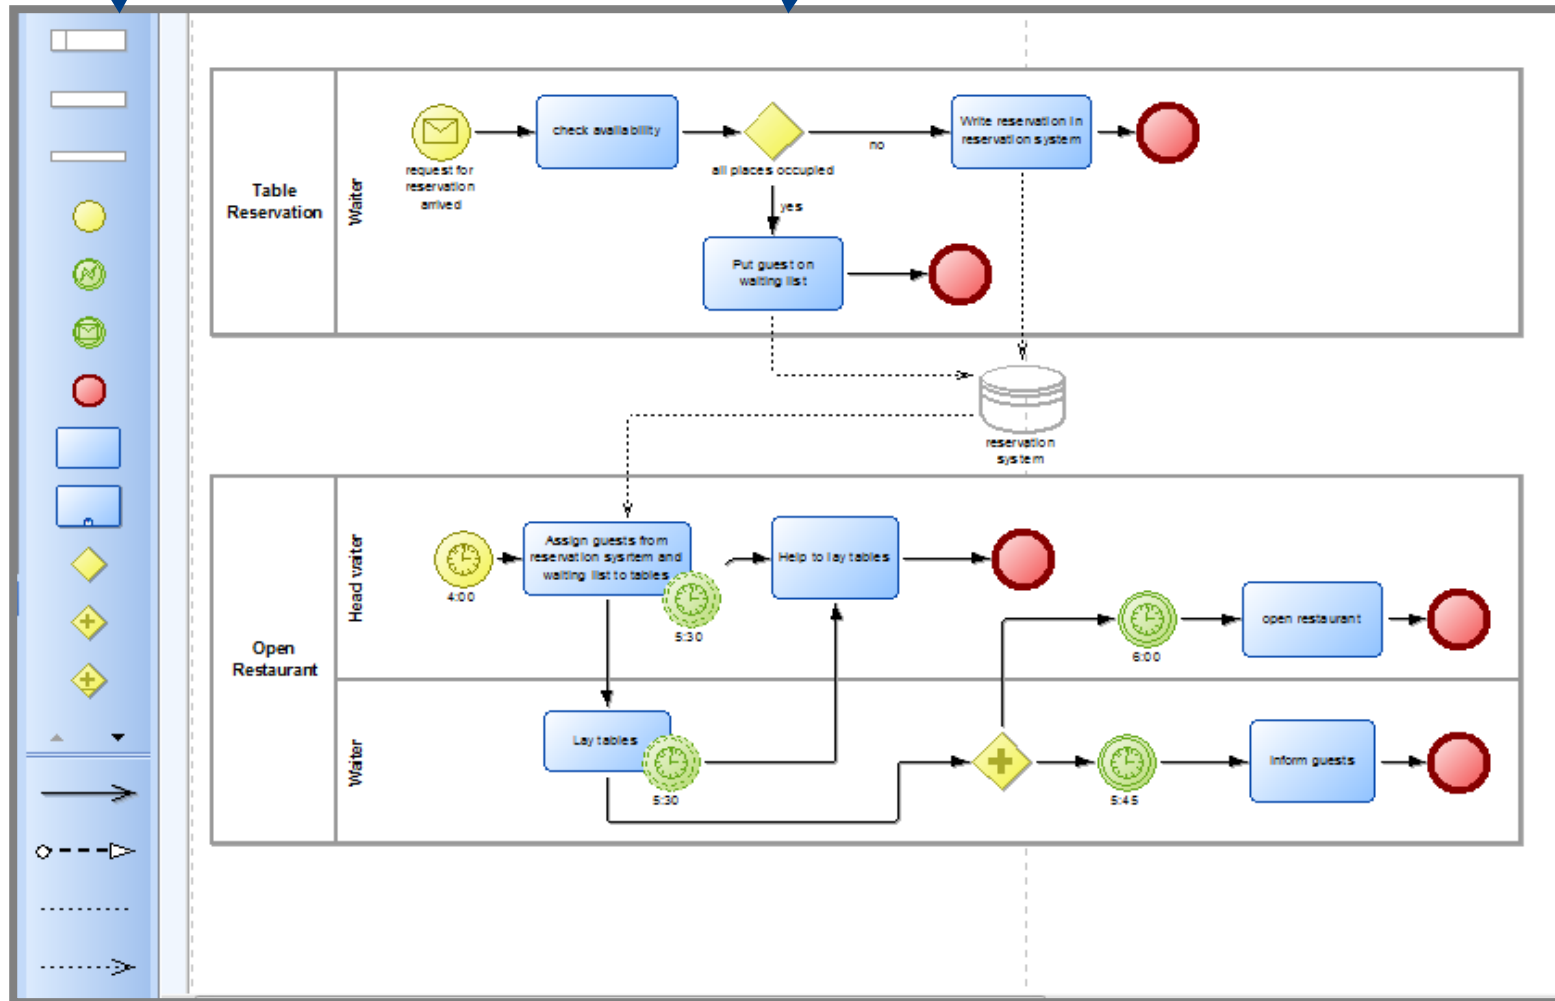 Table
Reservation
Waiter
request for
reservation
arrived
check availability
all places occupied
no
yes
Write reservation in
reservation system
Put guest on
waiting list
reservation
system
Open
Restaurant
Head waiter
4:00
Assign guests from
reservation sysrtem and
waiting list to tables
5:30
Help to lay tables
6:00
open restaurant
Waiter
Lay tables
5:30
5:45
Inform guests